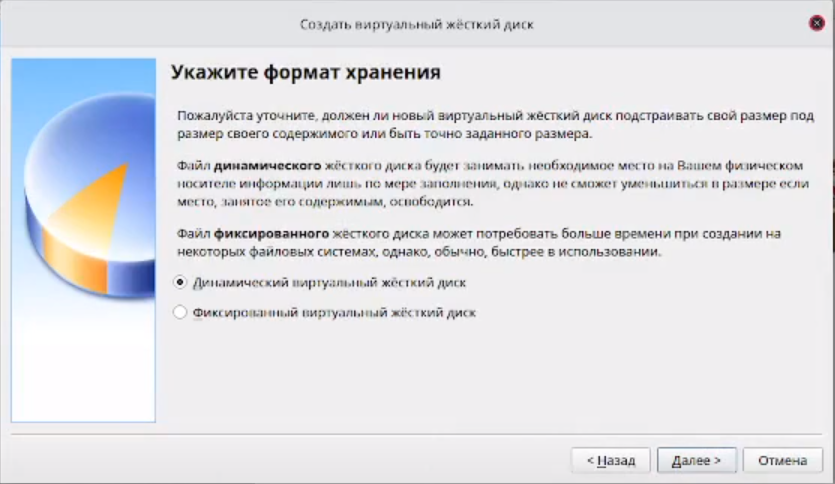 Создать виртуальный жёсткий диск
Укажите формат хранения
Пожалуйста уточните, должен ли новый виртуальный жёсткий диск подстраивать свой размер под
размер своего содержимого или быть точно заданного размера.
Файл динамического жёсткого диска будет занимать необходимое место на Вашем физическом
носителе информации лишь по мере заполнения, однако не сможет уменьшиться в размере если
место, занятое его содержимым, освободится.
Файл фиксированного жёсткого диска может потребовать больше времени при создании на
некоторых файловых системах, однако, обычно, быстрее в использовании.
Динамический виртуальный жёсткий диск
Фиксированный виртуальный жёсткий диск
< Назад Далее > Отмена